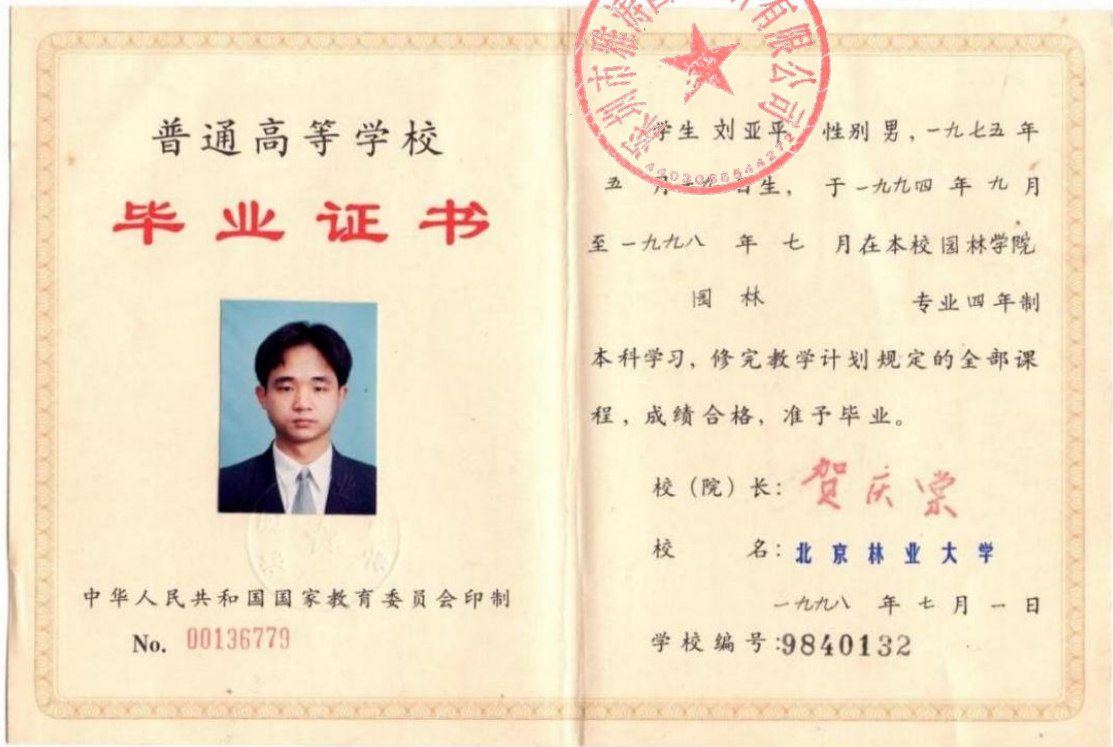 普通高等学校
毕业证书
中华人民共和国国家教育委员会印制
No. 00136779
学生 刘亚平 性别 男，一九七五 年
五 月 日生， 于一九九四 年 九 月
至一九九八 年 七 月在本校园林学院
园 林 专业四年制
本科学习，修完教学计划规定的全部课
程，成绩合格，准予毕业。
校（院）长：贺庆棠
校 名：北京林业大学
一九九八 年 七 月 一 日
学校编号:9840132
深圳市雅 有限公司